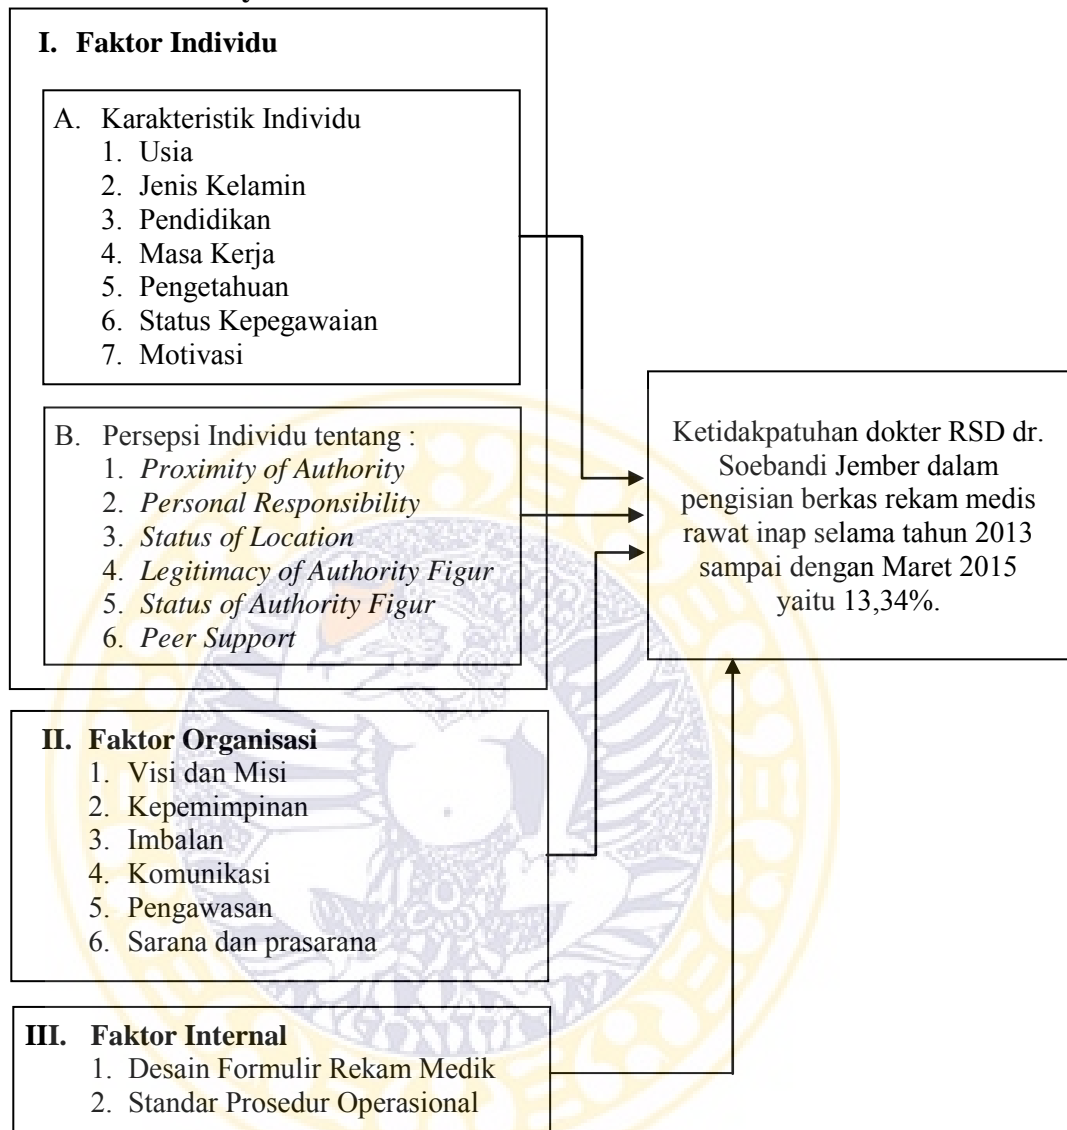 I. Faktor Individu
A. Karakteristik Individu
1. Usia
2. Jenis Kelamin
3. Pendidikan
4. Masa Kerja
5. Pengetahuan
6. Status Kepegawaian
7. Motivasi
B. Persepsi Individu tentang :
1. Proximity of Authority
2. Personal Responsibility
3. Status of Location
4. Legitimacy of Authority Figur
5. Status of Authority Figur
6. Peer Support
II. Faktor Organisasi
1. Visi dan Misi
2. Kepemimpinan
3. Imbalan
4. Komunikasi
5. Pengawasan
6. Sarana dan prasarana
III. Faktor Internal
1. Desain Formulir Rekam Medik
2. Standar Prosedur Operasional
Ketidakpatuhan dokter RSD dr.
Soebandi Jember dalam
pengisian berkas rekam medis
rawat inap selama tahun 2013
sampai dengan Maret 2015
yaitu 13,34%.